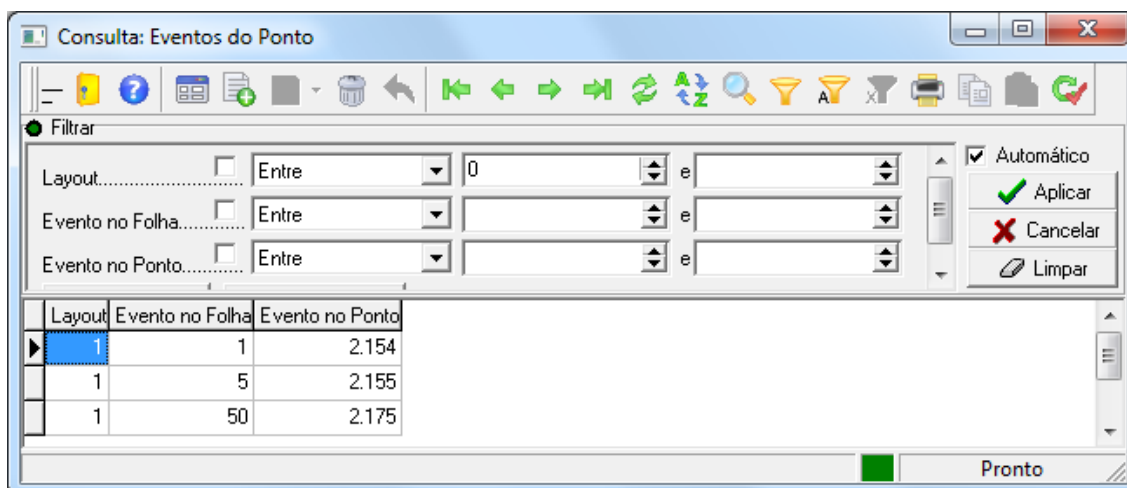 Consulta: Eventos do Ponto
Filtrar
Layout.......................... Entre 0 e
Evento no Folha............. Entre e
Evento no Ponto............ Entre e
Automático
Aplicar
Cancelar
Limpar
Layout Evento no Folha Evento no Ponto
1 1 2.154
1 5 2.155
1 50 2.175
Pronto